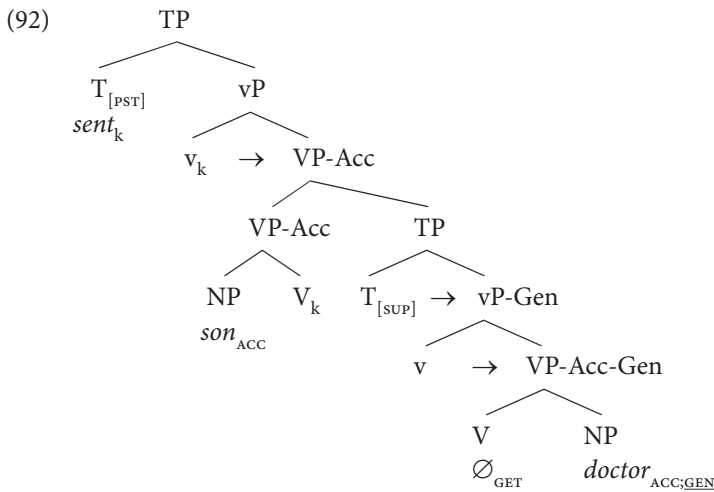 (92) TP
T[PST] vP
sentk
vk → VP-Acc
VP-Acc TP
NP Vk T[SUP] → vP-Gen
sonACC
v → VP-Acc-Gen
V NP
∅GET doctorACC;GEN